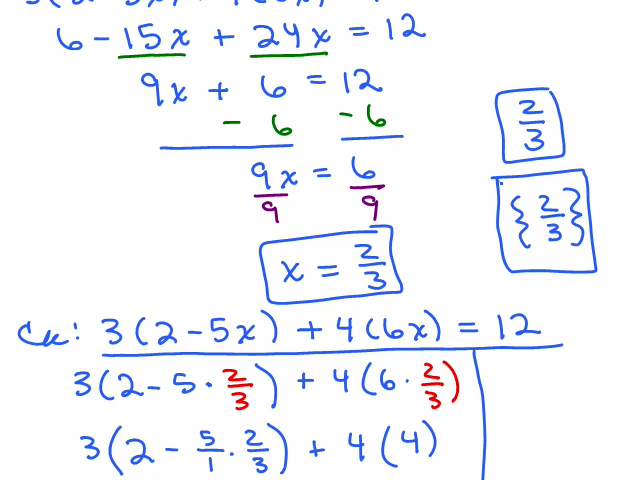 6 - 15x + 24x = 12
9x + 6 = 12
- 6 - 6
9x = 6
9 9
x = 2/3
2/3
{2/3}
Ck: 3(2 - 5x) + 4(6x) = 12
3(2 - 5 · 2/3) + 4(6 · 2/3)
3(2 - 5/1 · 2/3) + 4(4)